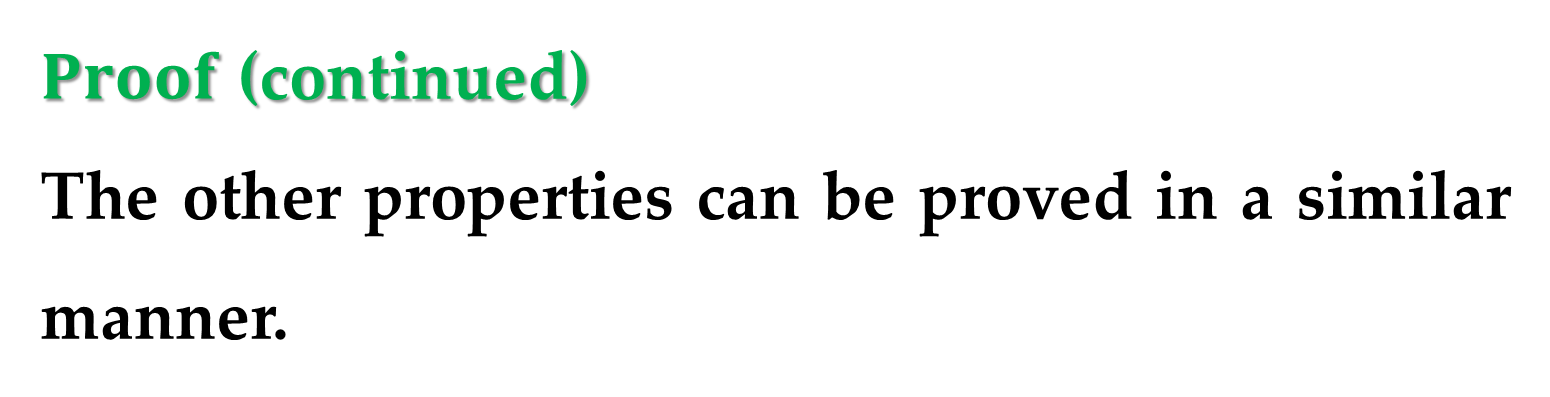 Proof (continued)
The other properties can be proved in a similar
manner.